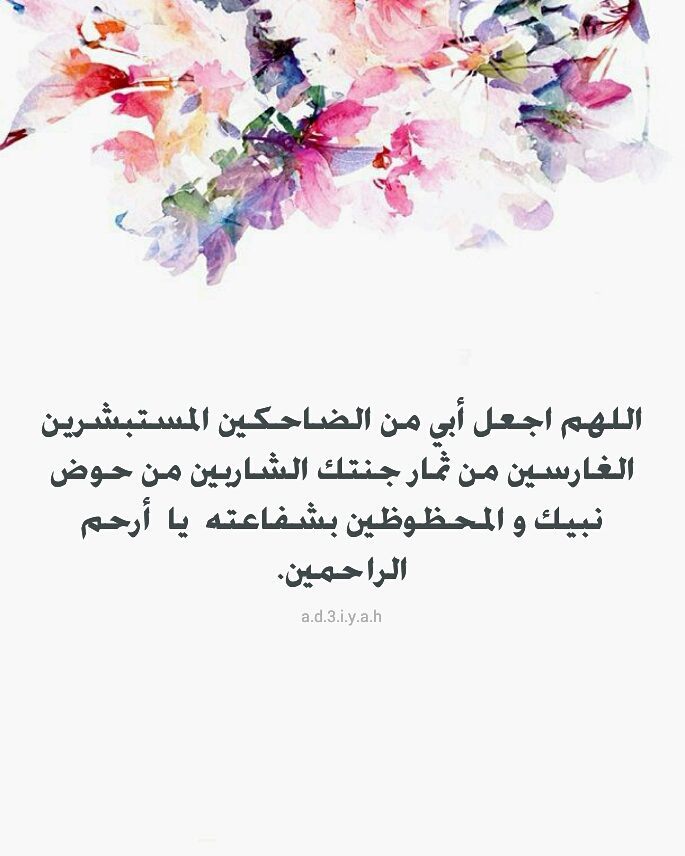 اللهم اجعل أبي من الضاحكين المستبشرين
الغارسين من ثمار جنتك الشاربين من حوض
نبيك و المحظوظين بشفاعته يا أرحم
الراحمين.
a.d.3.i.y.a.h